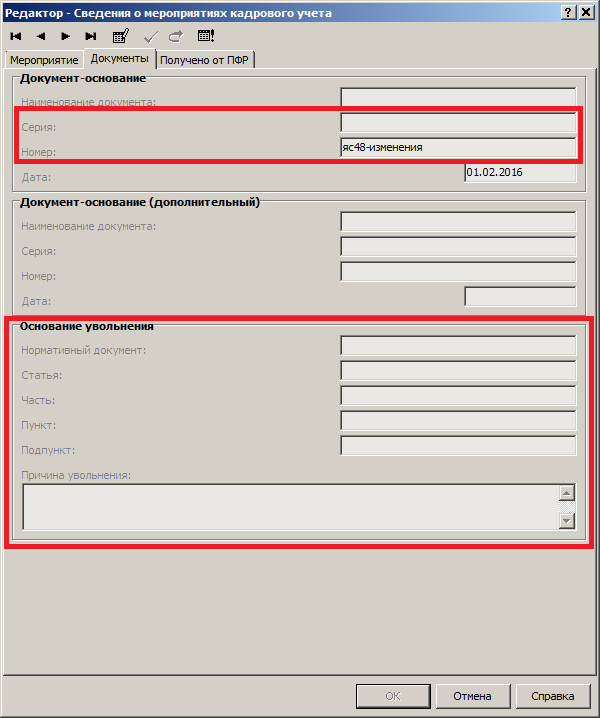 Редактор - Сведения о мероприятиях кадрового учета
Мероприятие Документы Получено от ПФР
Документ-основание
Наименование документа:
Серия:
Номер: яс48-изменения
Дата: 01.02.2016
Документ-основание (дополнительный)
Наименование документа:
Серия:
Номер:
Дата:
Основание увольнения
Нормативный документ:
Статья:
Часть:
Пункт:
Подпункт:
Причина увольнения:
OK Отмена Справка